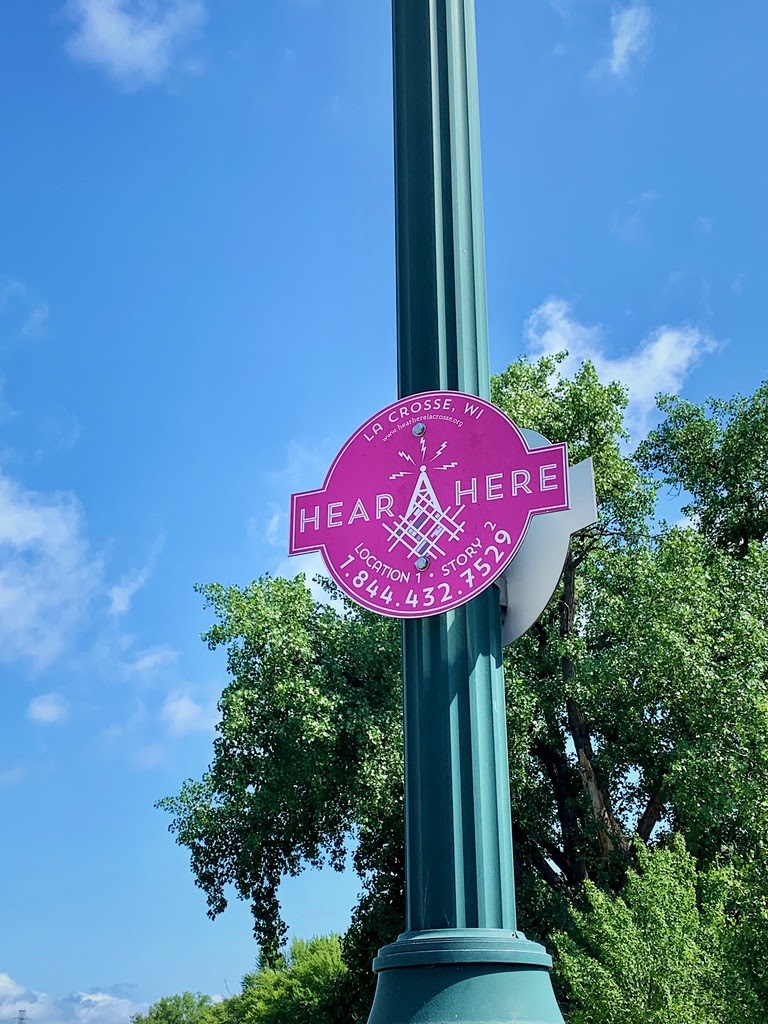 LA CROSSE, WI
www.hearherelacrosse.org
HEAR HERE
LOCATION 1 • STORY 2
1.844.432.7529